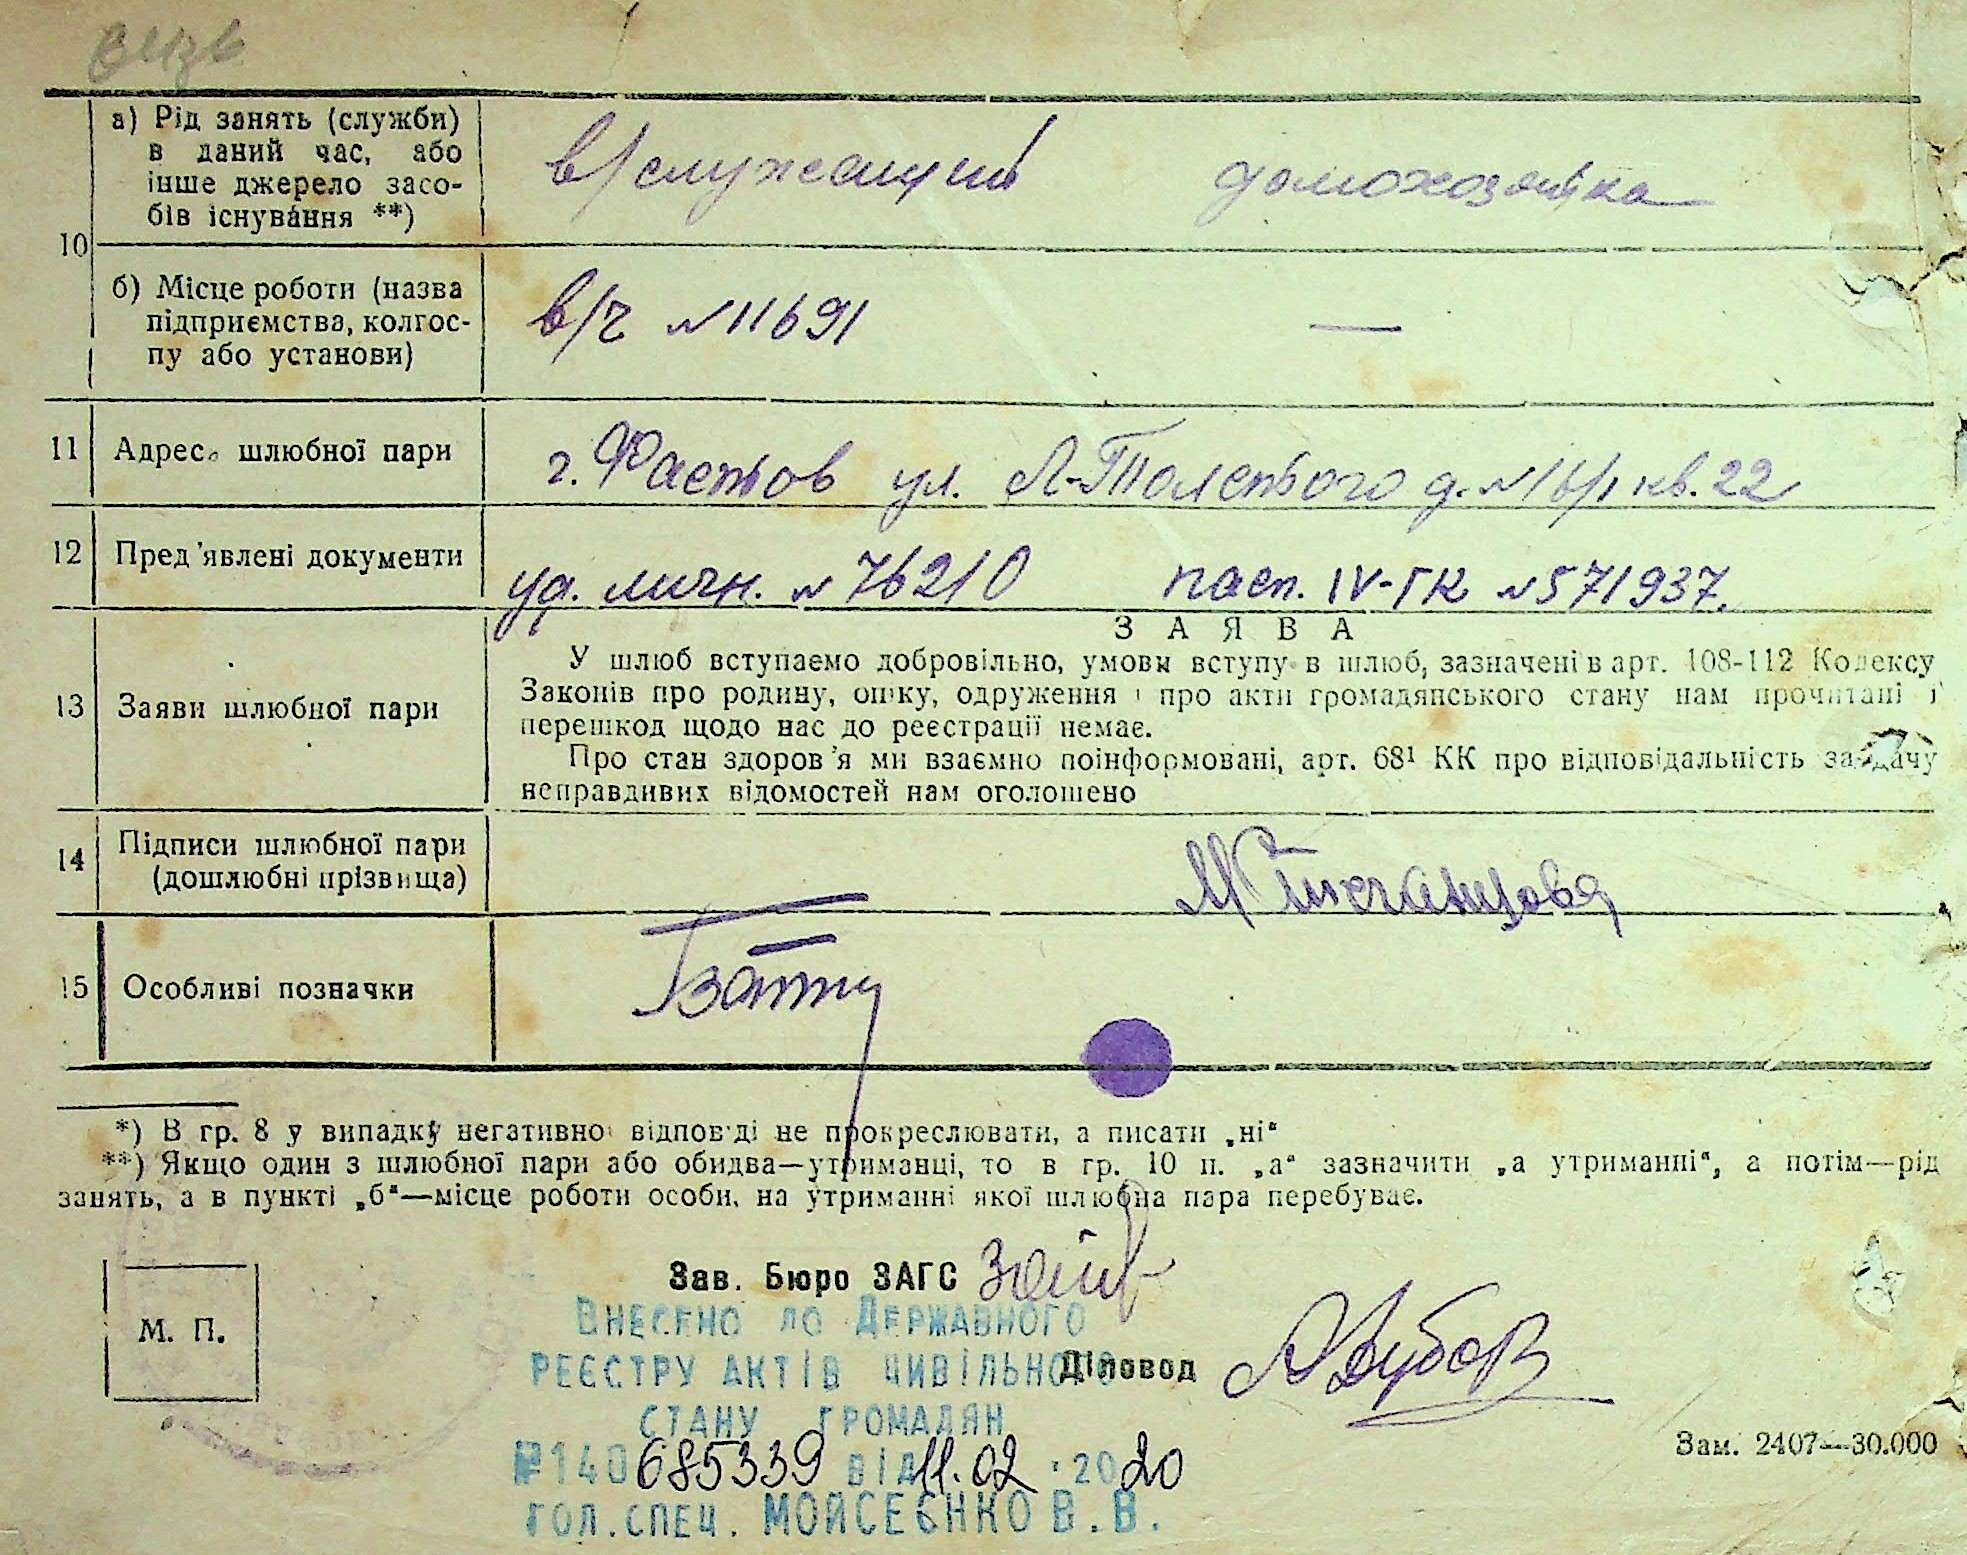 10
а) Рід занять (служби)
в даний час, або
інше джерело засо-
бів існування **)
в/служащий домохозяйка
б) Місце роботи (назва
підприємства, колгос-
пу або установи)
в/ч №11691 —
11 Адрес шлюбної пари г. Фастов ул. Л-Толстого д. №16/1 кв. 22
12 Пред'явлені документи уд. личн. №76210 пасп. IV-ГК №571937.
13 Заяви шлюбної пари
ЗАЯВА
У шлюб вступаємо добровільно, умови вступу в шлюб, зазначені в арт. 108-112 Кодексу
Законів про родину, опіку, одруження і про акти громадянського стану нам прочитані і
перешкод щодо нас до реєстрації немає.
Про стан здоров'я ми взаємно поінформовані, арт. 68¹ КК про відповідальність за дачу
неправдивих відомостей нам оголошено
14 Підписи шлюбної пари
(дошлюбні прізвища)
15 Особливі позначки
*) В гр. 8 у випадку негативної відповіді не прокреслювати, а писати „ні“
**) Якщо один з шлюбної пари або обидва—утриманці, то в гр. 10 п. „а“ зазначити „а утриманні“, а потім—рід
занять, а в пункті „б“—місце роботи особи, на утриманні якої шлюбна пара перебуває.
Зав. Бюро ЗАГС
М. П.
Внесено до Державного
реєстру актів цивільного
Діловод
стану громадян
№140685339 від 11.02.2020
гол.спец. Мойсеєнко В.В.
Зам. 2407—30.000